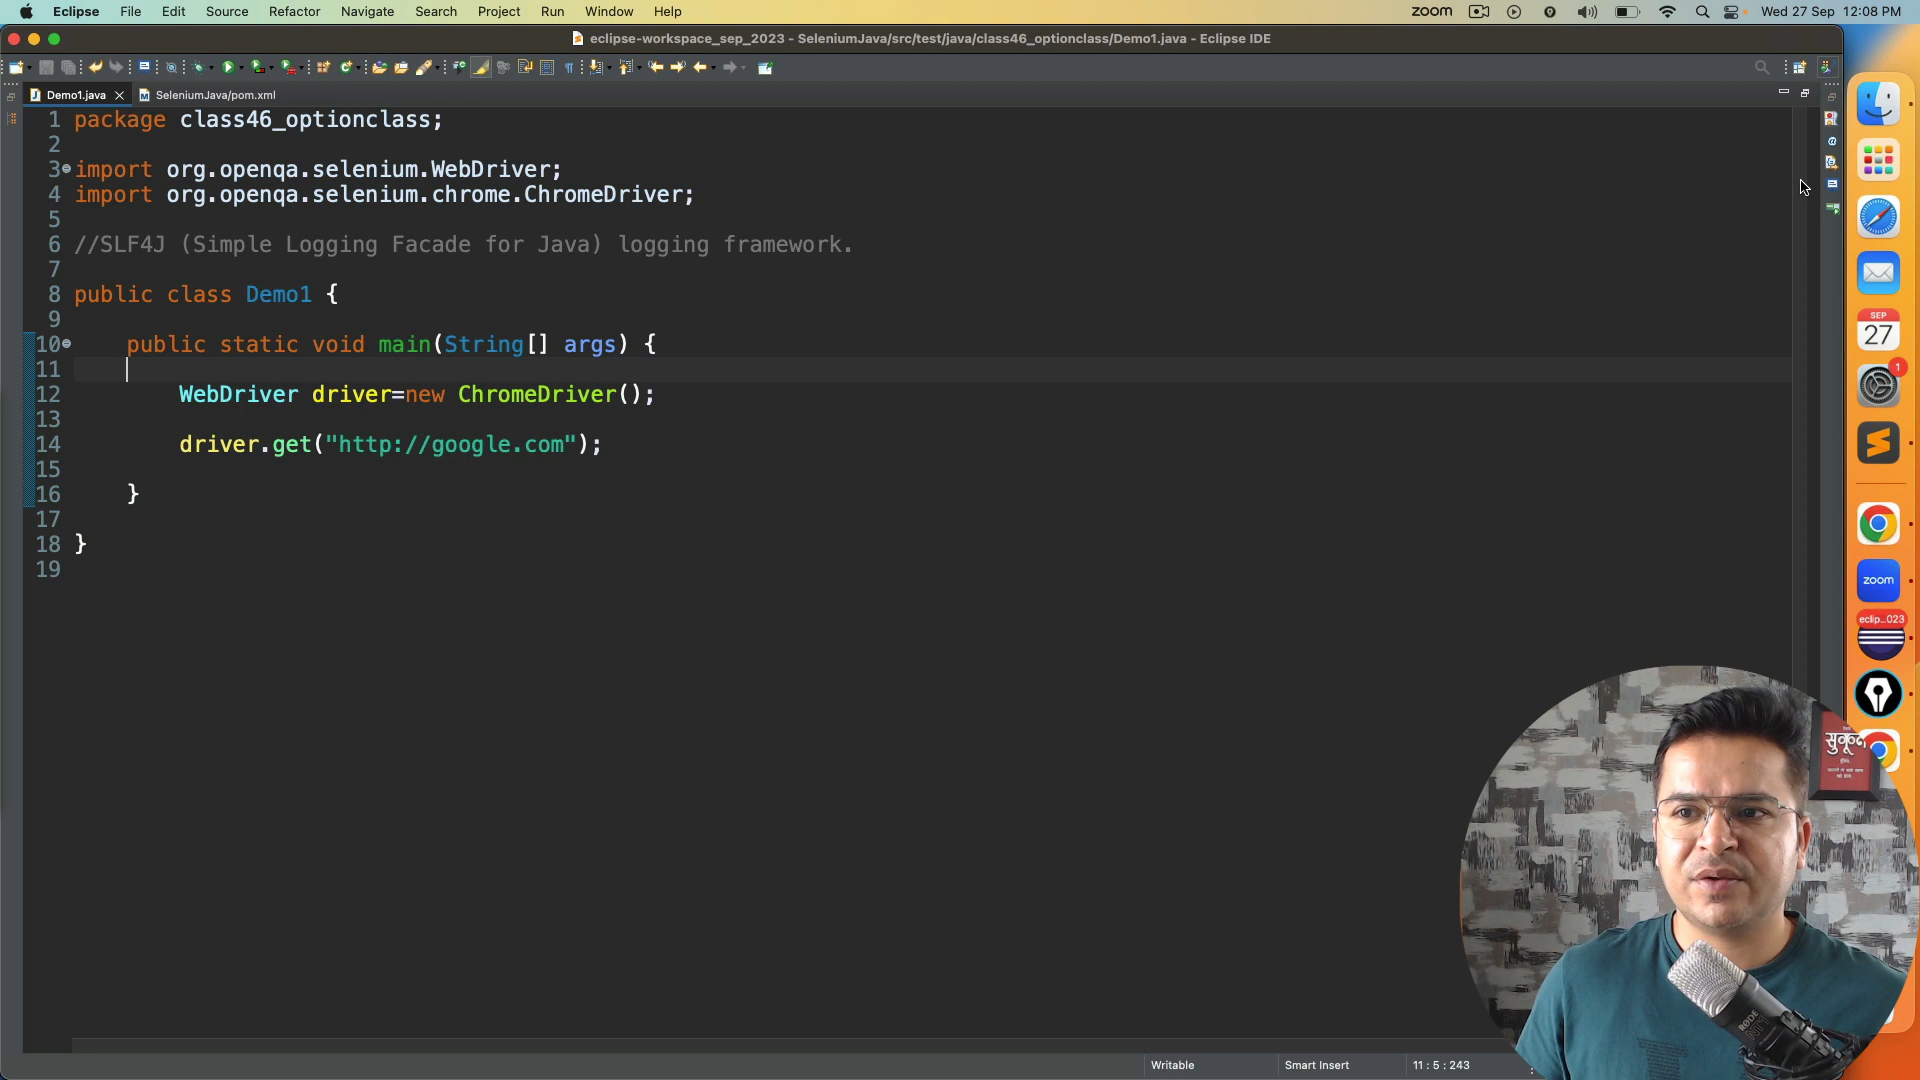 Eclipse File Edit Source Refactor Navigate Search Project Run Window Help zoom Wed 27 Sep 12:08 PM
eclipse-workspace_sep_2023 - SeleniumJava/src/test/java/class46_optionclass/Demo1.java - Eclipse IDE
Demo1.java SeleniumJava/pom.xml
1 package class46_optionclass;
2
3 import org.openqa.selenium.WebDriver;
4 import org.openqa.selenium.chrome.ChromeDriver;
5
6 //SLF4J (Simple Logging Facade for Java) logging framework.
7
8 public class Demo1 {
9
10 public static void main(String[] args) {
11
12 WebDriver driver=new ChromeDriver();
13
14 driver.get("http://google.com");
15
16 }
17
18 }
19
SEP
27
1
zoom
eclip...023
सुकून
RØDE
Writable Smart Insert 11 : 5 : 243